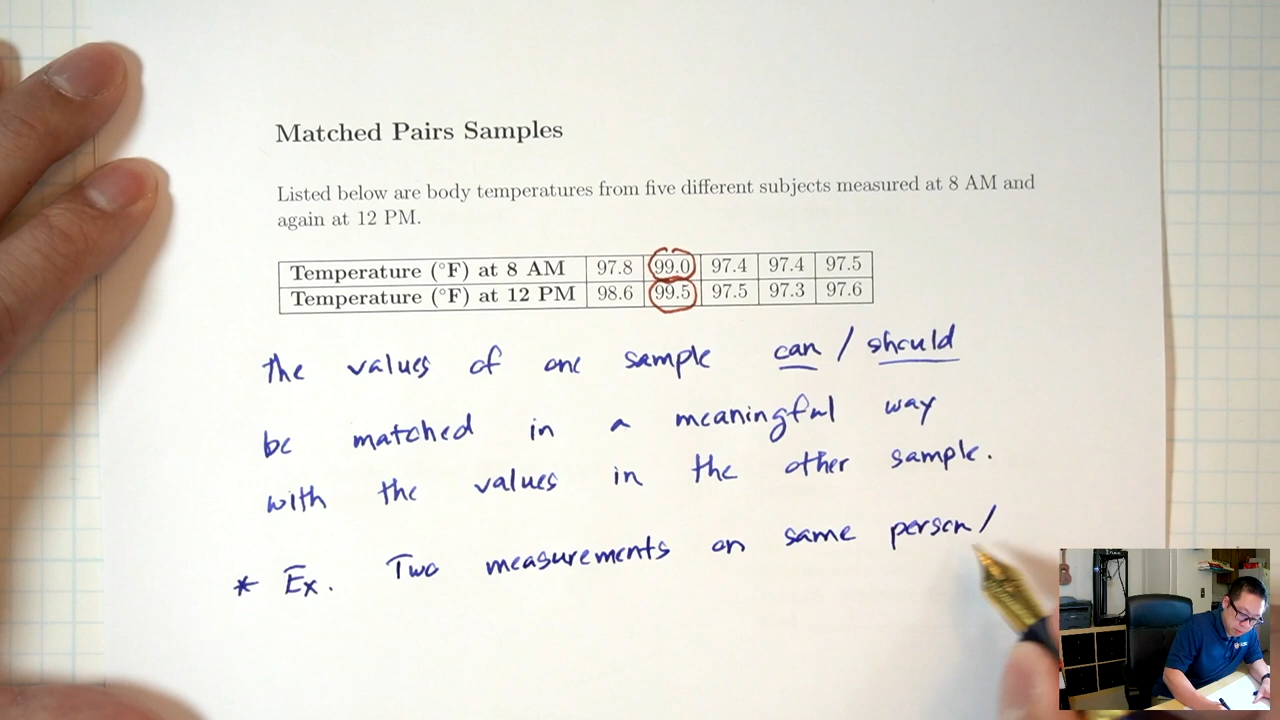 Matched Pairs Samples
Listed below are body temperatures from five different subjects measured at 8 AM and
again at 12 PM.
Temperature (°F) at 8 AM 97.8 99.0 97.4 97.4 97.5
Temperature (°F) at 12 PM 98.6 99.5 97.5 97.3 97.6
the values of one sample can / should
be matched in a meaningful way
with the values in the other sample.
* Ex. Two measurements on same person/